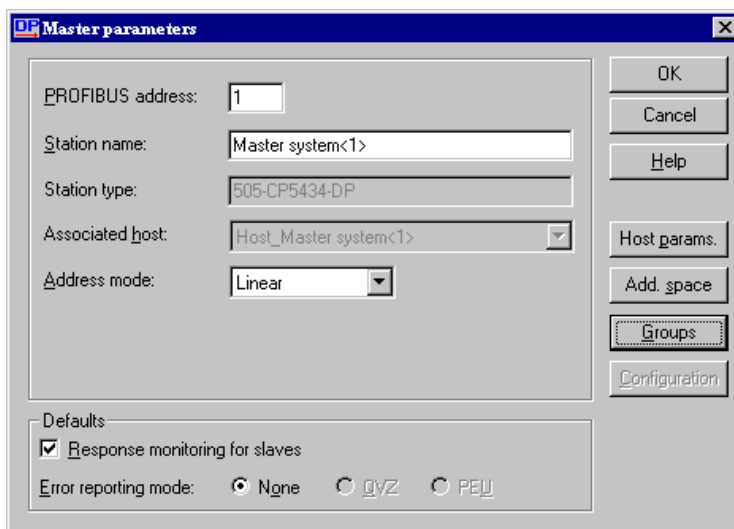 DP Master parameters
PROFIBUS address: 1
Station name: Master system<1>
Station type: 505-CP5434-DP
Associated host: Host_Master system<1>
Address mode: Linear
OK
Cancel
Help
Host params.
Add. space
Groups
Configuration
Defaults
Response monitoring for slaves
Error reporting mode: None QVZ PEU